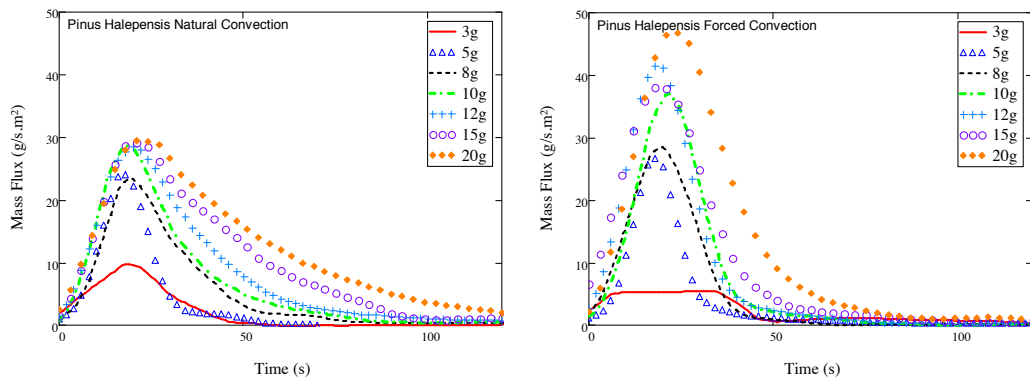 Pinus Halepensis Natural Convection
50
40
30
20
10
0
Mass Flux (g/s.m²)
0
100
Time (s)
3g
5g
8g
10g
12g
15g
20g
Pinus Halepensis Forced Convection
50
40
30
20
10
0
Mass Flux (g/s.m²)
0
100
Time (s)
3g
5g
8g
10g
12g
15g
20g